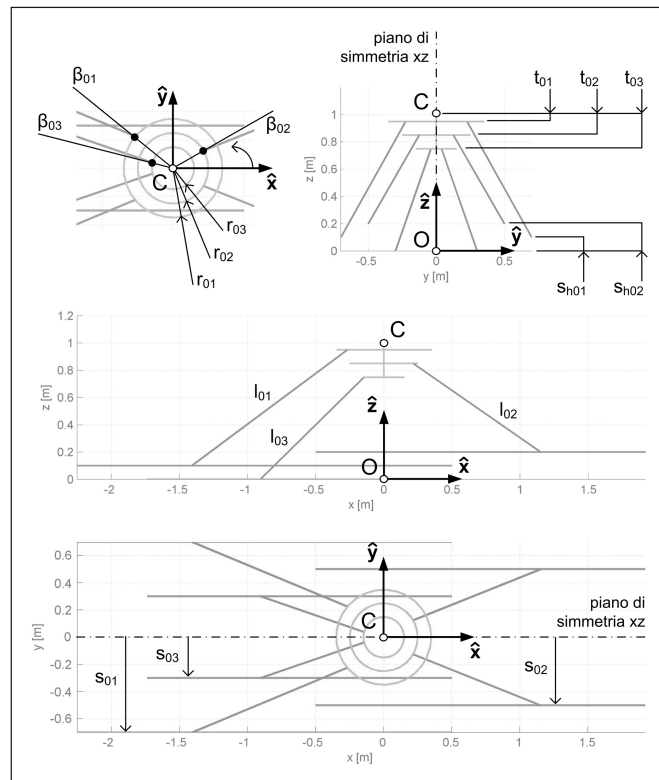 piano di
simmetria xz
t01 t02 t03
β01
ŷ
β02
β03
C
x̂
r03
r02
r01
C
1
0.8
0.6
0.4
0.2
0
z [m]
ẑ
O
ŷ
-0.5 0 0.5
y [m]
sh01 sh02
1.2
1
0.8
0.6
0.4
0.2
0
z [m]
C
l01
l02
l03
ẑ
O
x̂
-2 -1.5 -1 -0.5 0 0.5 1 1.5
x [m]
0.6
0.4
0.2
0
-0.2
-0.4
-0.6
y [m]
ŷ
C
x̂
piano di
simmetria xz
s03
s01
s02
-2 -1.5 -1 -0.5 0 0.5 1 1.5
x [m]